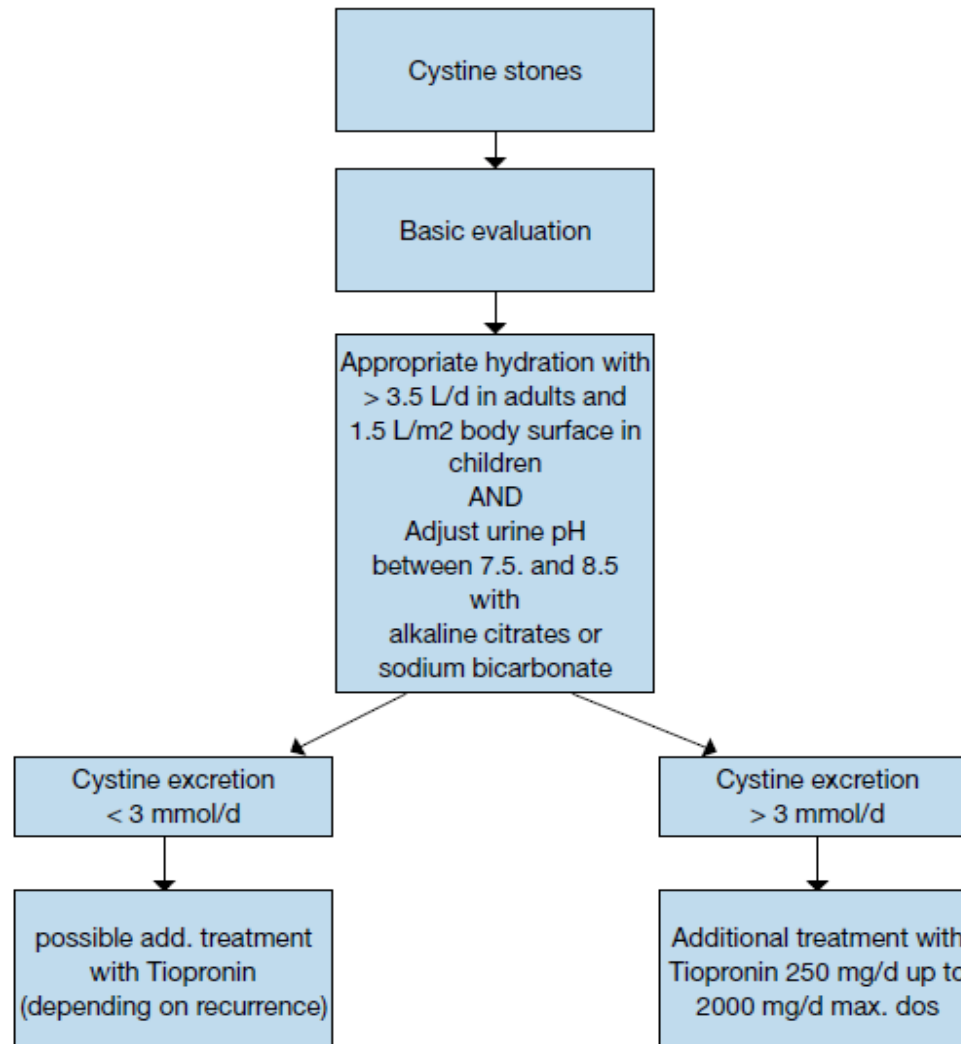 Cystine stones
Basic evaluation
Appropriate hydration with
> 3.5 L/d in adults and
1.5 L/m2 body surface in
children
AND
Adjust urine pH
between 7.5. and 8.5
with
alkaline citrates or
sodium bicarbonate
Cystine excretion
< 3 mmol/d
Cystine excretion
> 3 mmol/d
possible add. treatment
with Tiopronin
(depending on recurrence)
Additional treatment with
Tiopronin 250 mg/d up to
2000 mg/d max. dos